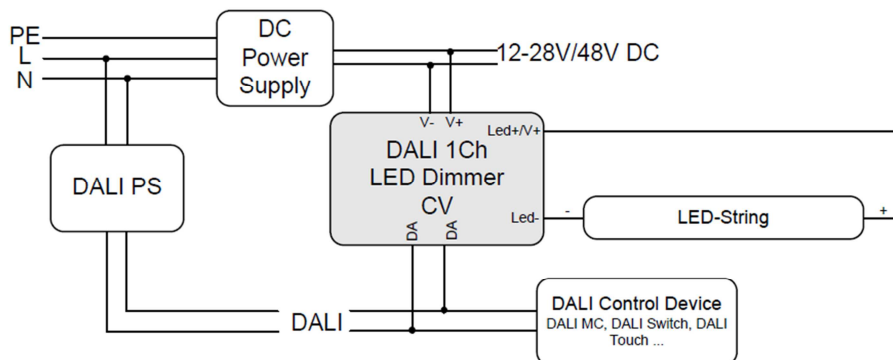 PE
L
N
DC
Power
Supply
12-28V/48V DC
V- V+
Led+/V+
DALI 1Ch
LED Dimmer
CV
DALI PS
Led-
-
LED-String
+
DA
DA
DALI
DALI Control Device
DALI MC, DALI Switch, DALI
Touch ...